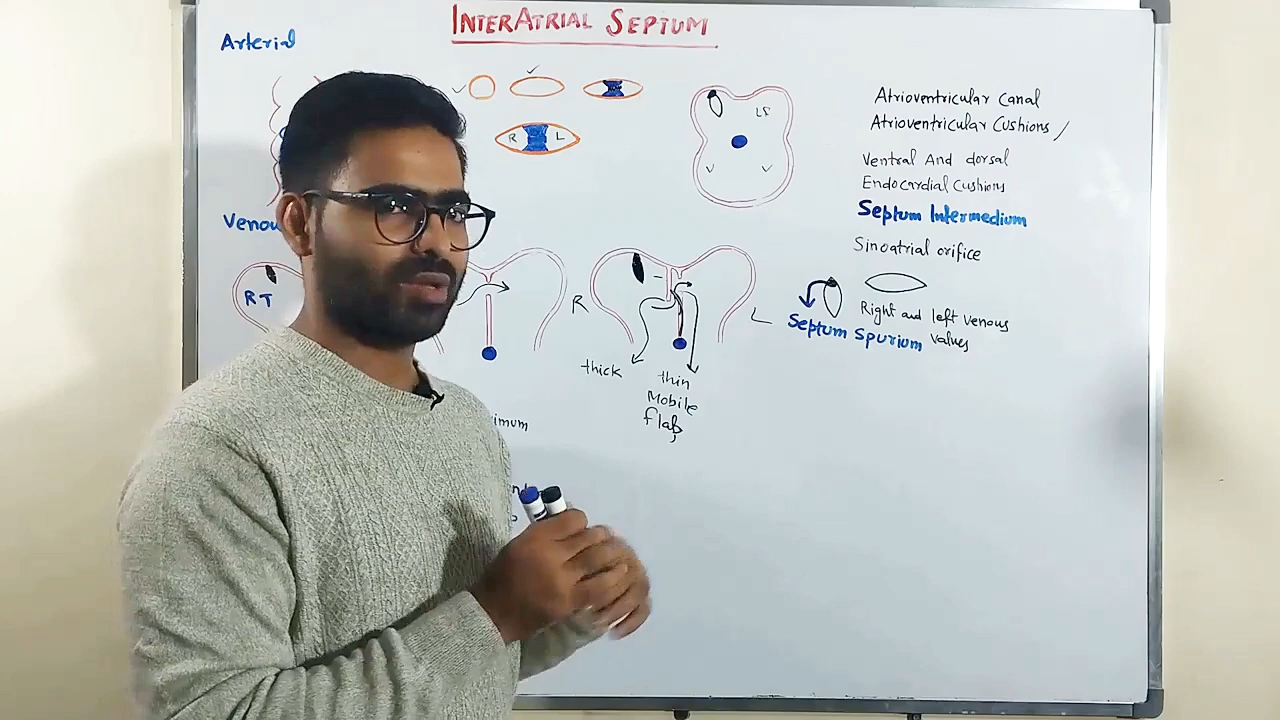 INTERATRIAL SEPTUM
Arterial
R L
LS
Atrioventricular Canal
Atrioventricular Cushions /
Ventral And dorsal
Endocardial Cushions
Septum Intermedium
Sinoatrial orifice
Right and left venous
valves
Septum Spurium
Venou
RT
R
L
thick
thin
Mobile
flap
imum